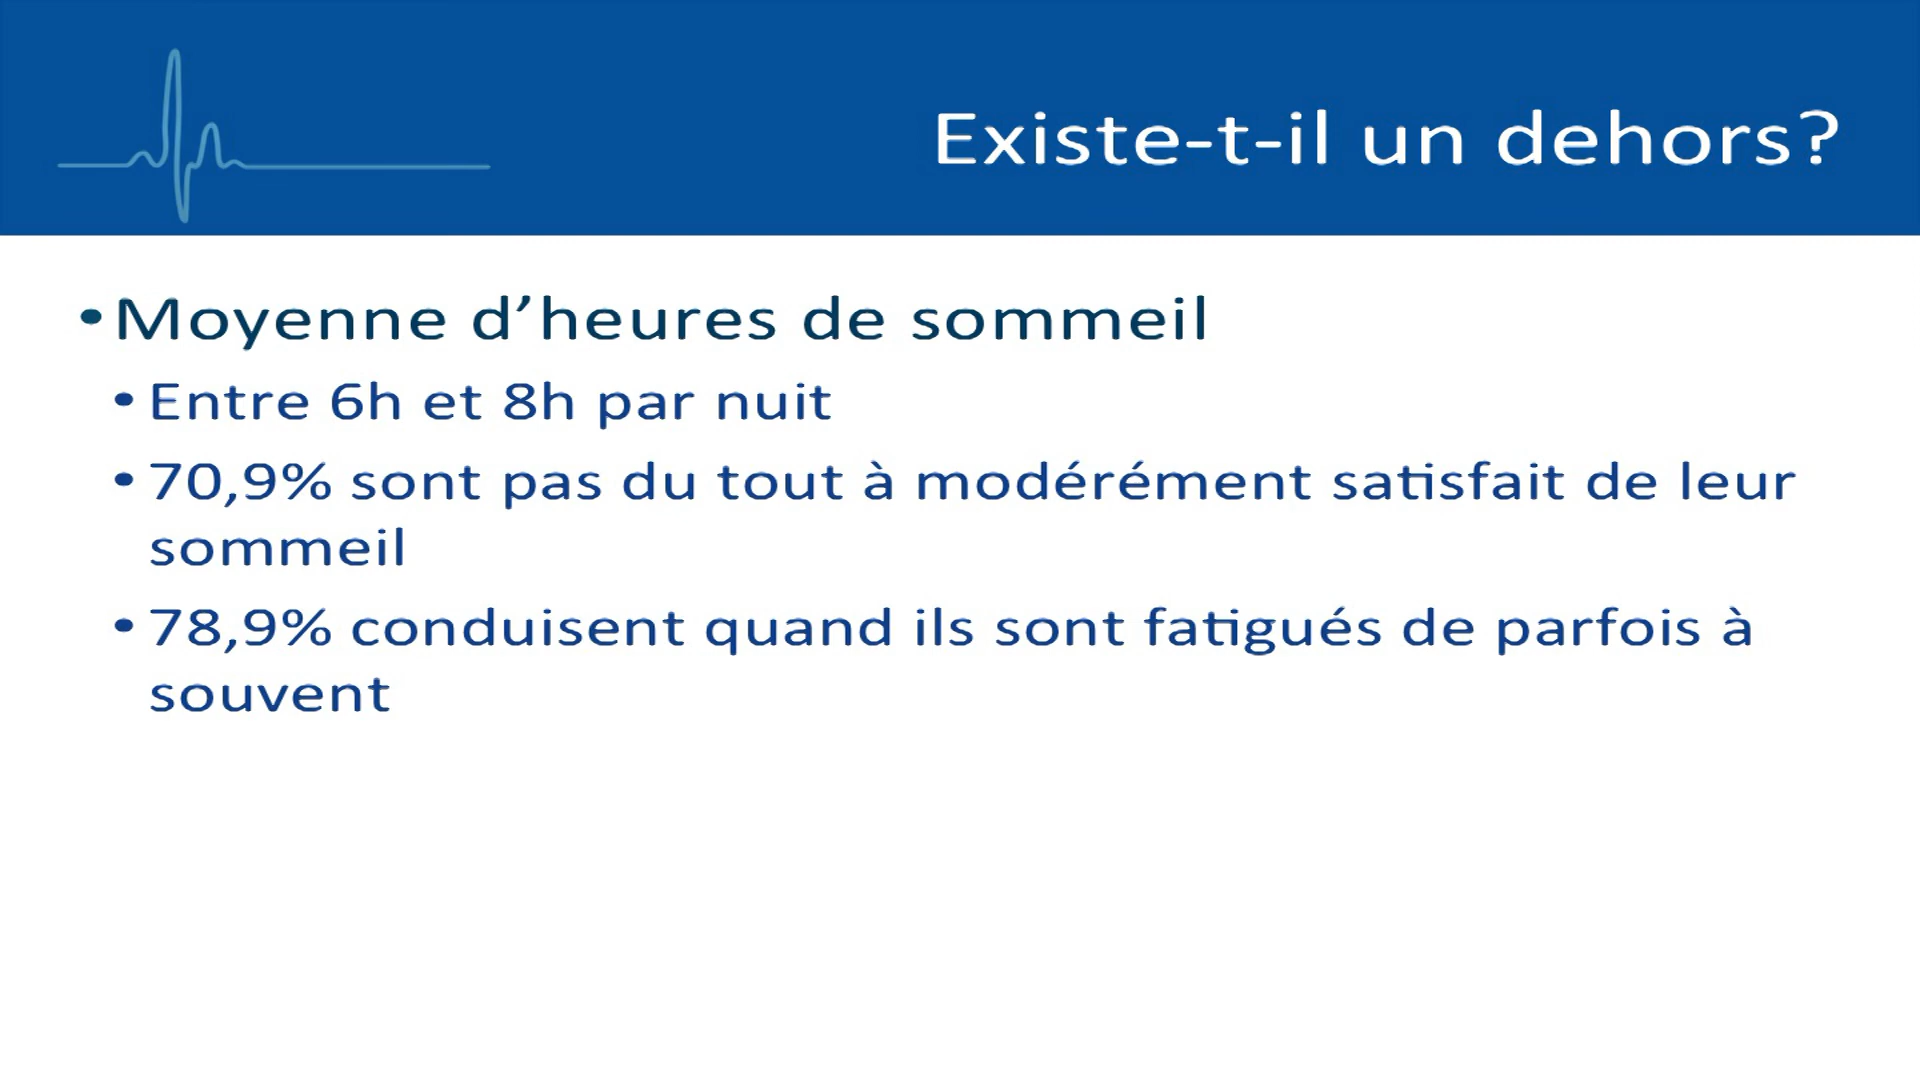 Existe-t-il un dehors?
•Moyenne d’heures de sommeil
•Entre 6h et 8h par nuit
•70,9% sont pas du tout à modérément satisfait de leur
sommeil
•78,9% conduisent quand ils sont fatigués de parfois à
souvent